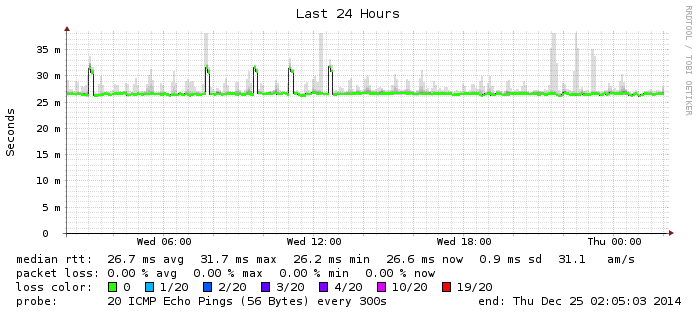 Last 24 Hours
RRDTOOL / TOBI OETIKER
Seconds
35 m
30 m
25 m
20 m
15 m
10 m
5 m
0
Wed 06:00 Wed 12:00 Wed 18:00 Thu 00:00
median rtt: 26.7 ms avg 31.7 ms max 26.2 ms min 26.6 ms now 0.9 ms sd 31.1 am/s
packet loss: 0.00 % avg 0.00 % max 0.00 % min 0.00 % now
loss color: 0 1/20 2/20 3/20 4/20 10/20 19/20
probe: 20 ICMP Echo Pings (56 Bytes) every 300s end: Thu Dec 25 02:05:03 2014